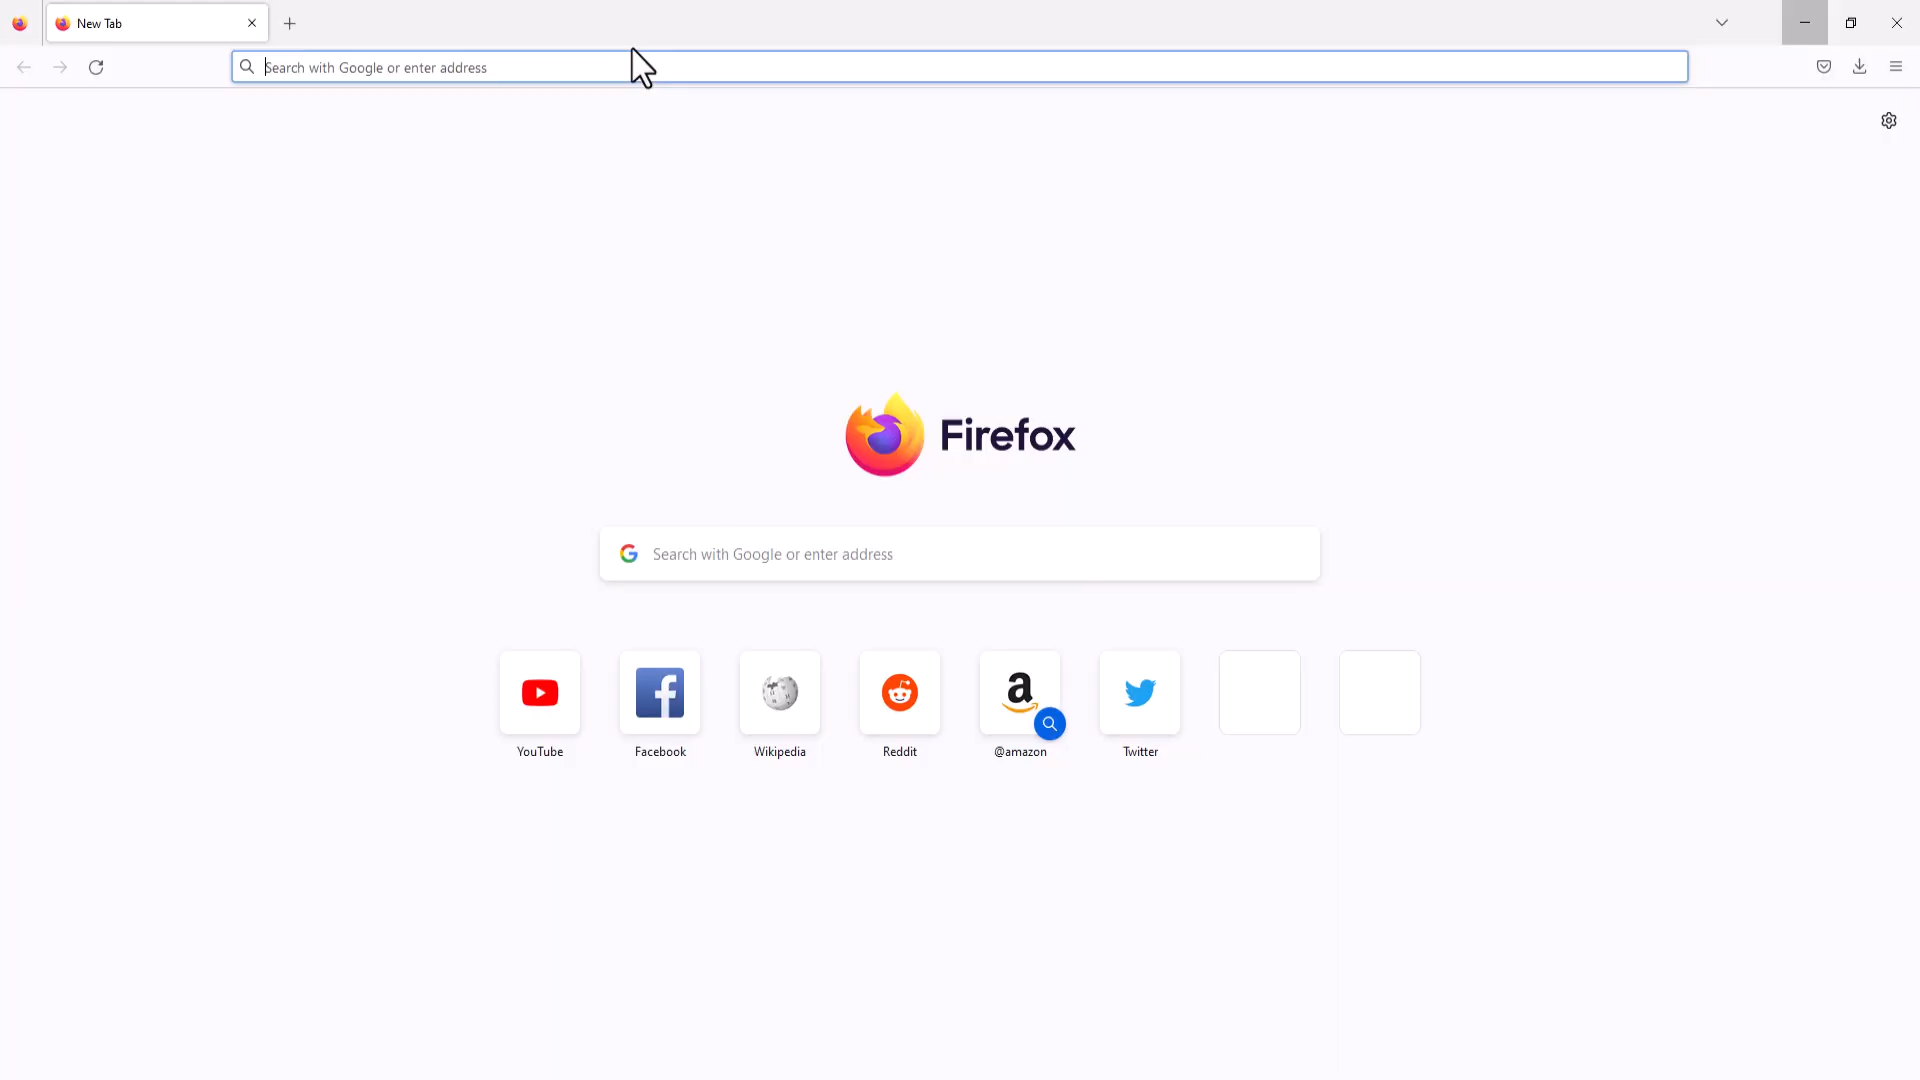 New Tab
Search with Google or enter address
Firefox
Search with Google or enter address
YouTube
Facebook
Wikipedia
Reddit
@amazon
Twitter